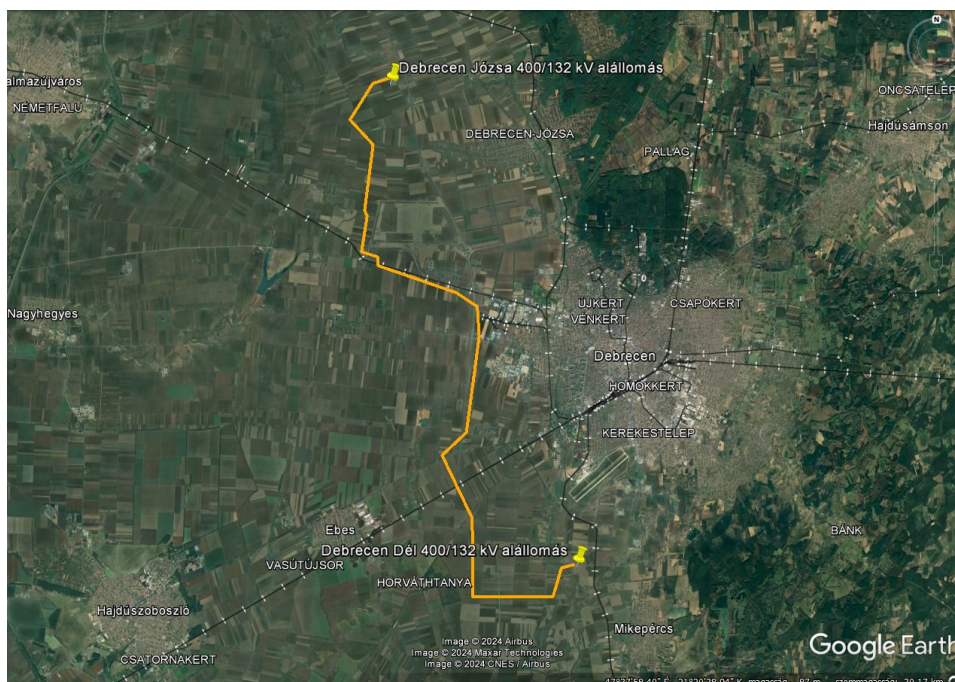 N
Debrecen Józsa 400/132 kV alállomás
almazújváros
NÉMETFALU
ONCSATELEP
Hajdúsámson
DEBRECEN-JÓZSA
PALLAG
Nagyhegyes
ÚJKERT
CSAPÓKERT
VÉNKERT
Debrecen
HOMOKKERT
KEREKESTELEP
Ebes
BÁNK
Debrecen Dél 400/132 kV alállomás
VASÚTÚJSOR
HORVÁTHTANYA
Hajdúszoboszló
Mikepércs
CSATORNAKERT
Image © 2024 Airbus
Image © 2024 Maxar Technologies
Image © 2024 CNES / Airbus
Google Earth